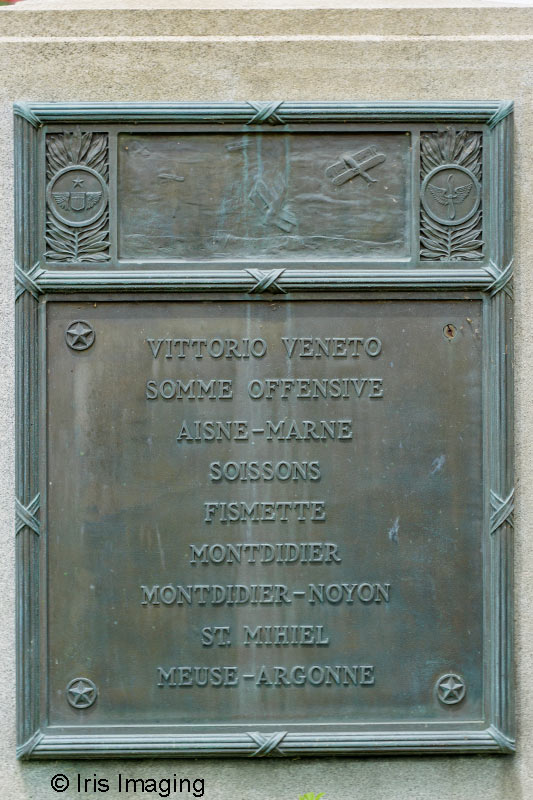 VITTORIO VENETO
SOMME OFFENSIVE
AISNE-MARNE
SOISSONS
FISMETTE
MONTDIDIER
MONTDIDIER-NOYON
ST. MIHIEL
MEUSE-ARGONNE
© Iris Imaging